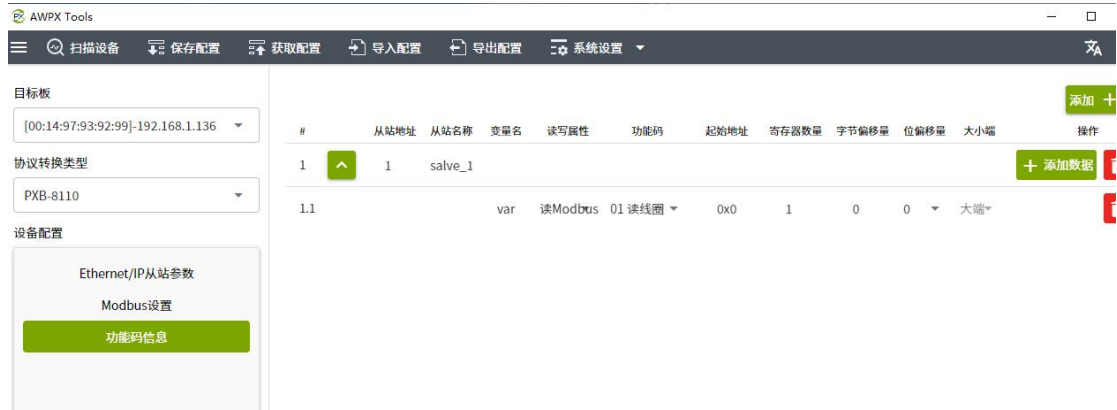 AWPX Tools
扫描设备 保存配置 获取配置 导入配置 导出配置 系统设置
目标板
[00:14:97:93:92:99]-192.168.1.136
协议转换类型
PXB-8110
设备配置
Ethernet/IP从站参数
Modbus设置
功能码信息
添加 +
# 从站地址 从站名称 变量名 读写属性 功能码 起始地址 寄存器数量 字节偏移量 位偏移量 大小端 操作
1 1 salve_1 + 添加数据
1.1 var 读Modbus 01 读线圈 0x0 1 0 0 大端